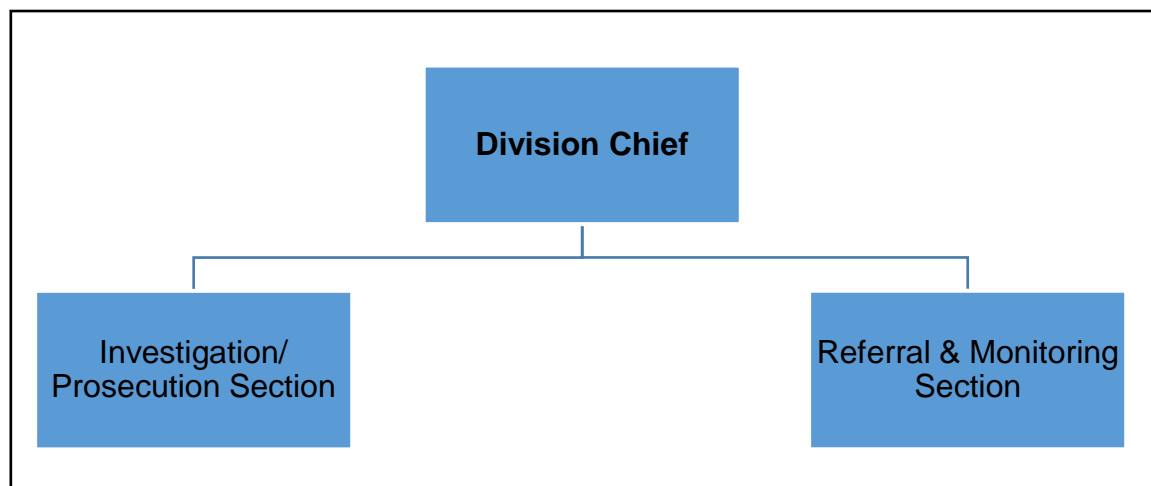 Division Chief
Investigation/
Prosecution Section
Referral & Monitoring
Section